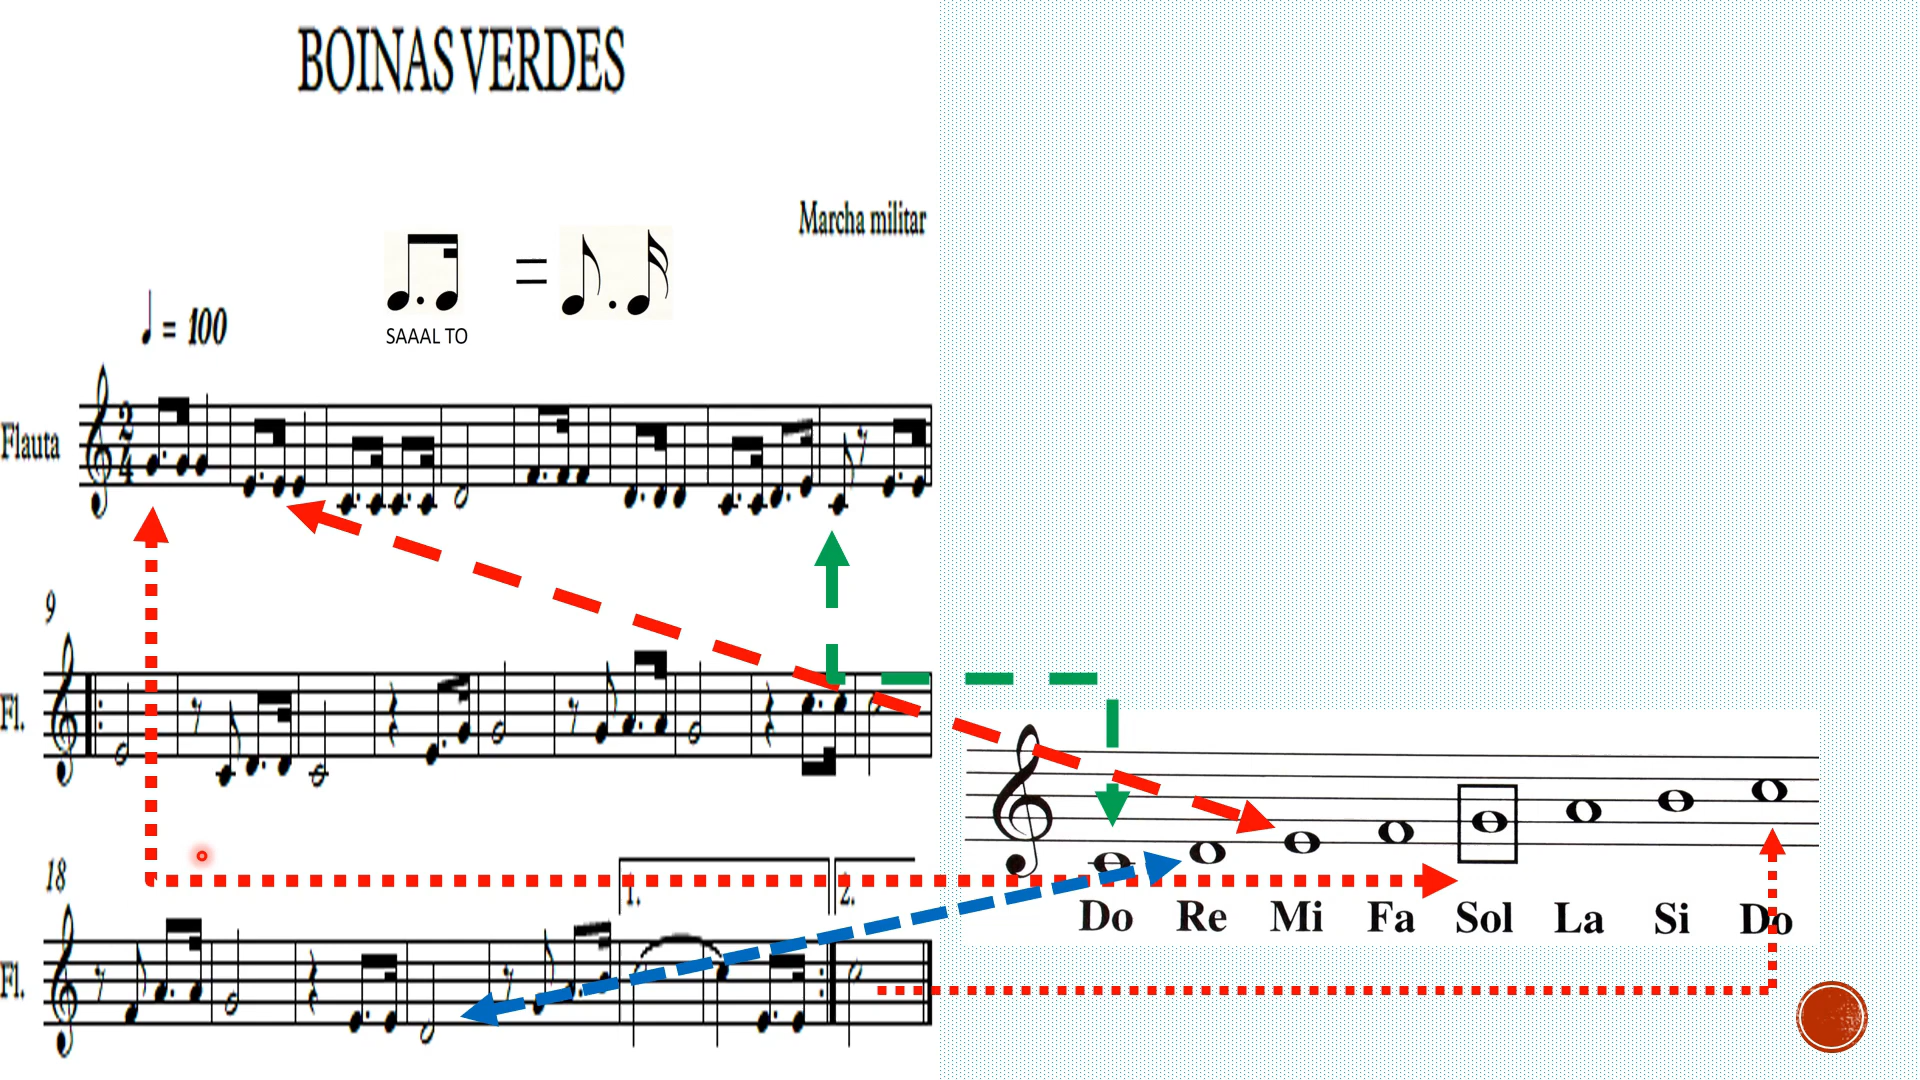 BOINAS VERDES
Marcha militar
=
SAAAL TO
= 100
Flauta
2
4
9
Fl.
18
1.
2.
Fl.
Do Re Mi Fa Sol La Si Do